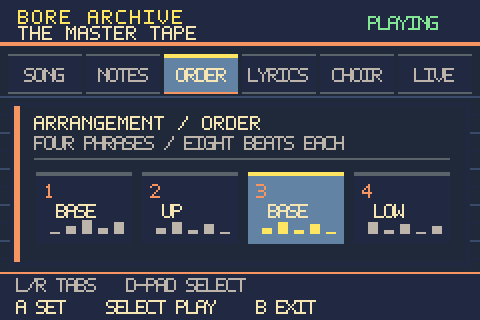 BORE ARCHIVE
THE MASTER TAPE
PLAYING
SONG NOTES ORDER LYRICS CHOIR LIVE
ARRANGEMENT / ORDER
FOUR PHRASES / EIGHT BEATS EACH
1 2 3 4
BASE UP BASE LOW
L/R TABS D-PAD SELECT
A SET SELECT PLAY B EXIT